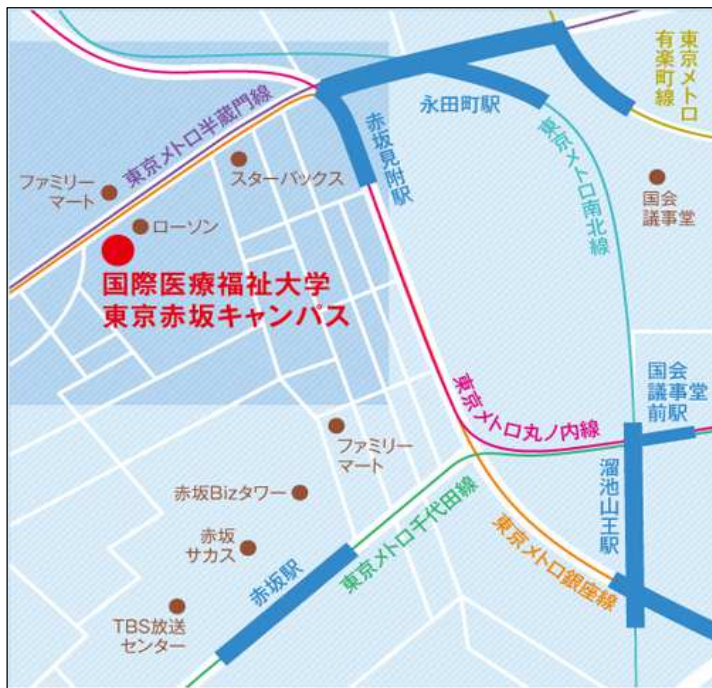 東京メトロ
有楽町線
永田町駅
東京メトロ半蔵門線
赤坂見附駅
スターバックス
ファミリー
マート
東京メトロ南北線
国会
議事堂
ローソン
国際医療福祉大学
東京赤坂キャンパス
国会
議事堂
前駅
東京メトロ丸ノ内線
ファミリー
マート
溜池山王駅
赤坂Bizタワー
東京メトロ千代田線
東京メトロ銀座線
赤坂
サカス
赤坂駅
TBS放送
センター